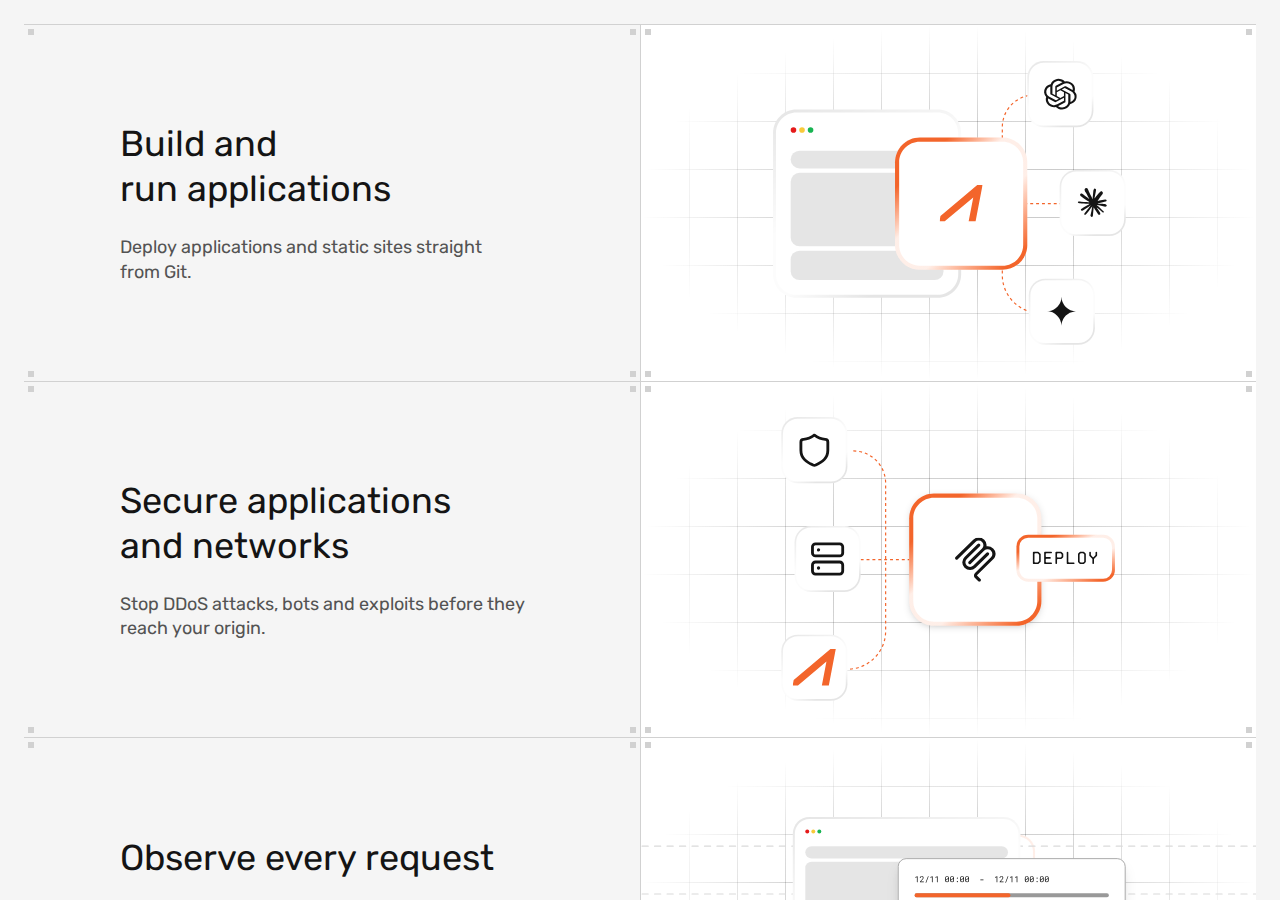 Build and
run applications
Deploy applications and static sites straight
from Git.
Secure applications
and networks
Stop DDoS attacks, bots and exploits before they
reach your origin.
DEPLOY
Observe every request
12/11 00:00 – 12/11 00:00